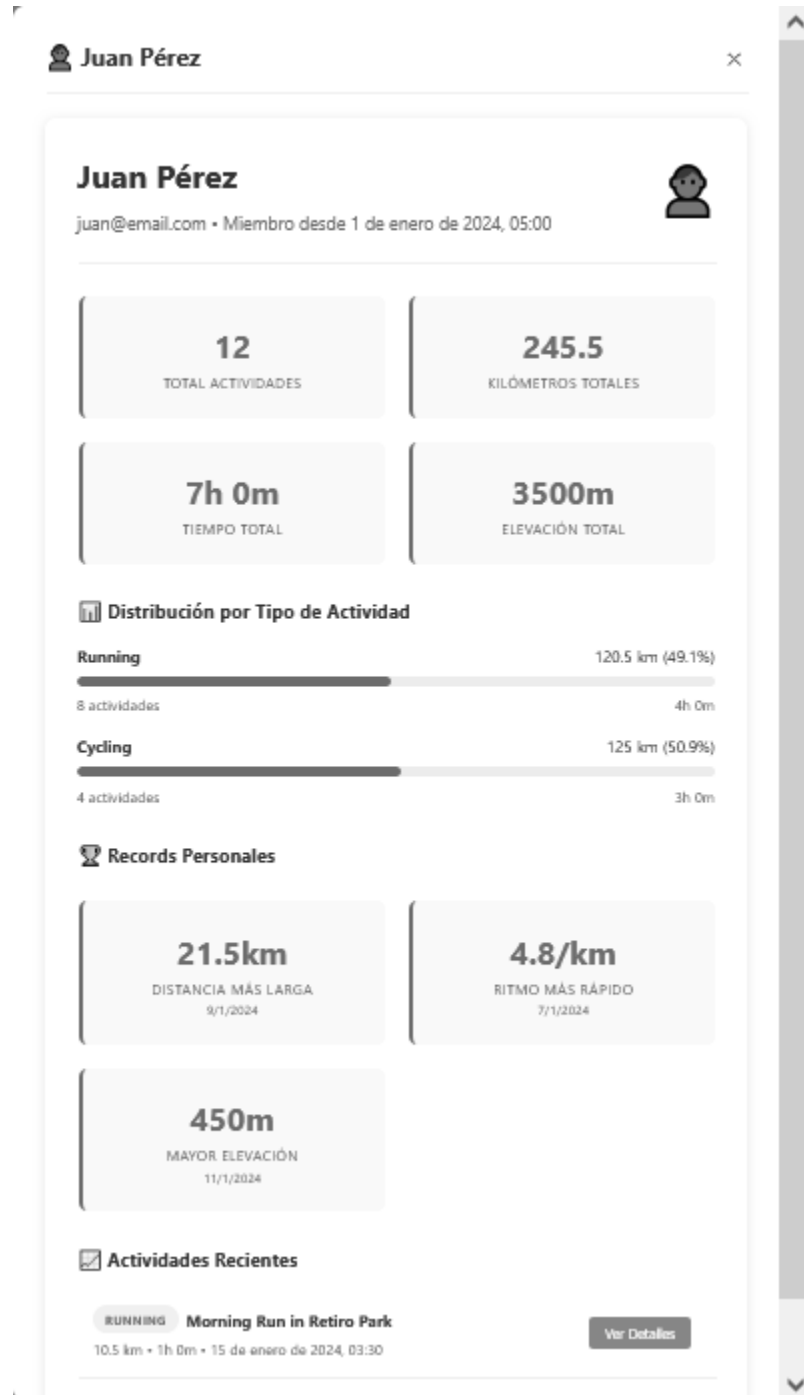 Juan Pérez
×
Juan Pérez
juan@email.com • Miembro desde 1 de enero de 2024, 05:00
12
TOTAL ACTIVIDADES
245.5
KILÓMETROS TOTALES
7h 0m
TIEMPO TOTAL
3500m
ELEVACIÓN TOTAL
Distribución por Tipo de Actividad
Running 120.5 km (49.1%)
8 actividades 4h 0m
Cycling 125 km (50.9%)
4 actividades 3h 0m
Records Personales
21.5km
DISTANCIA MÁS LARGA
9/1/2024
4.8/km
RITMO MÁS RÁPIDO
7/1/2024
450m
MAYOR ELEVACIÓN
11/1/2024
Actividades Recientes
RUNNING Morning Run in Retiro Park
10.5 km • 1h 0m • 15 de enero de 2024, 03:30
Ver Detalles